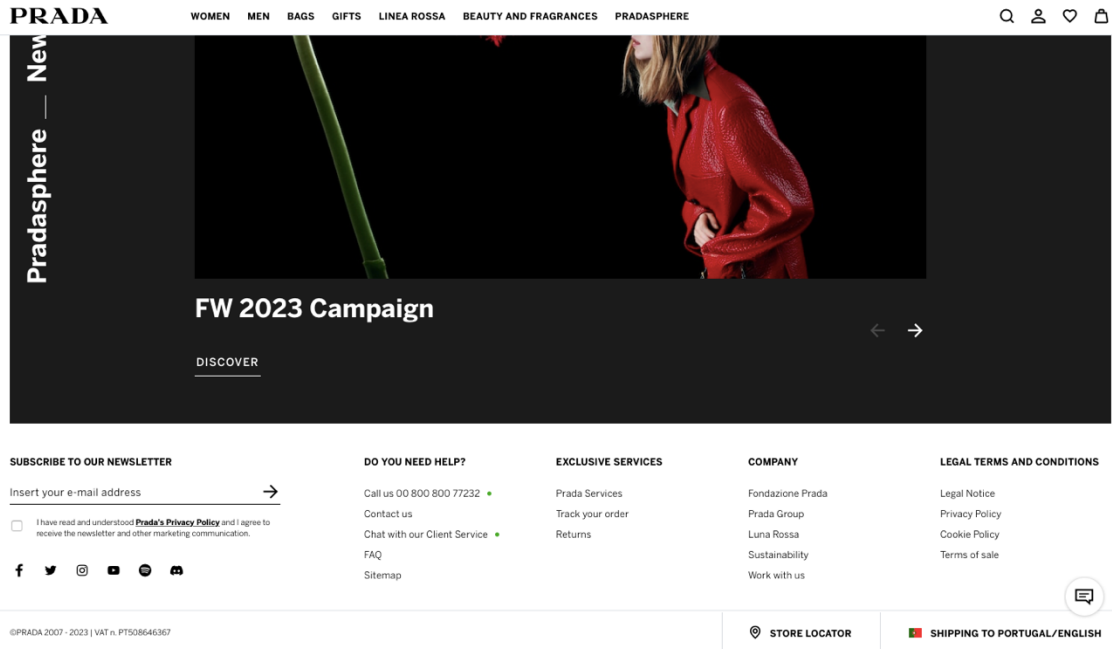 PRADA
WOMEN MEN BAGS GIFTS LINEA ROSSA BEAUTY AND FRAGRANCES PRADASPHERE
Pradasphere — New
FW 2023 Campaign
DISCOVER
SUBSCRIBE TO OUR NEWSLETTER
Insert your e-mail address
I have read and understood Prada's Privacy Policy and I agree to
receive the newsletter and other marketing communication.
DO YOU NEED HELP?
Call us 00 800 800 77232
Contact us
Chat with our Client Service
FAQ
Sitemap
EXCLUSIVE SERVICES
Prada Services
Track your order
Returns
COMPANY
Fondazione Prada
Prada Group
Luna Rossa
Sustainability
Work with us
LEGAL TERMS AND CONDITIONS
Legal Notice
Privacy Policy
Cookie Policy
Terms of sale
©PRADA 2007 - 2023 | VAT n. PT508646367
STORE LOCATOR
SHIPPING TO PORTUGAL/ENGLISH